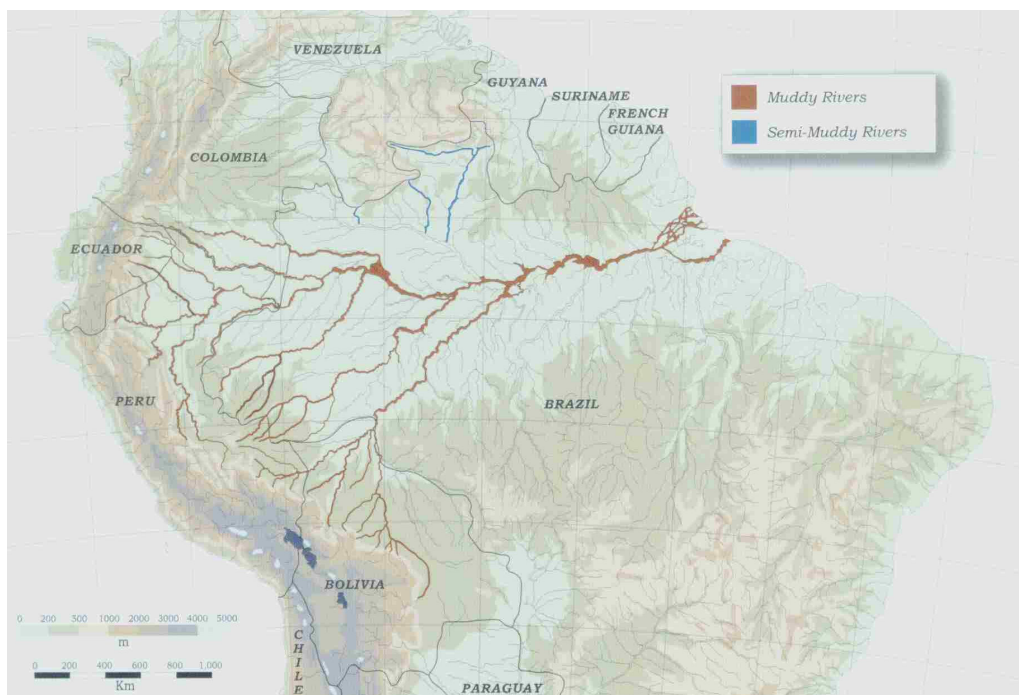 VENEZUELA
GUYANA
SURINAME
FRENCH
GUIANA
COLOMBIA
ECUADOR
PERU
BRAZIL
BOLIVIA
CHILE
PARAGUAY
Muddy Rivers
Semi-Muddy Rivers
0 200 500 1000 2000 3000 4000 5000
m
0 200 400 600 800 1,000
Km